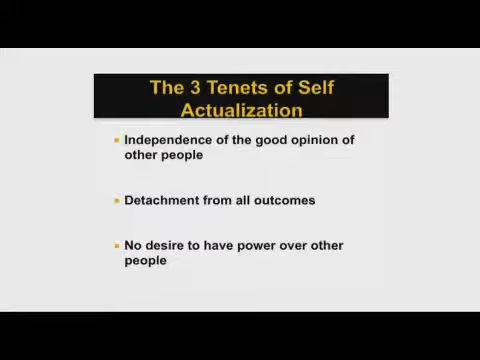 The 3 Tenets of Self
Actualization
Independence of the good opinion of
other people
Detachment from all outcomes
No desire to have power over other
people